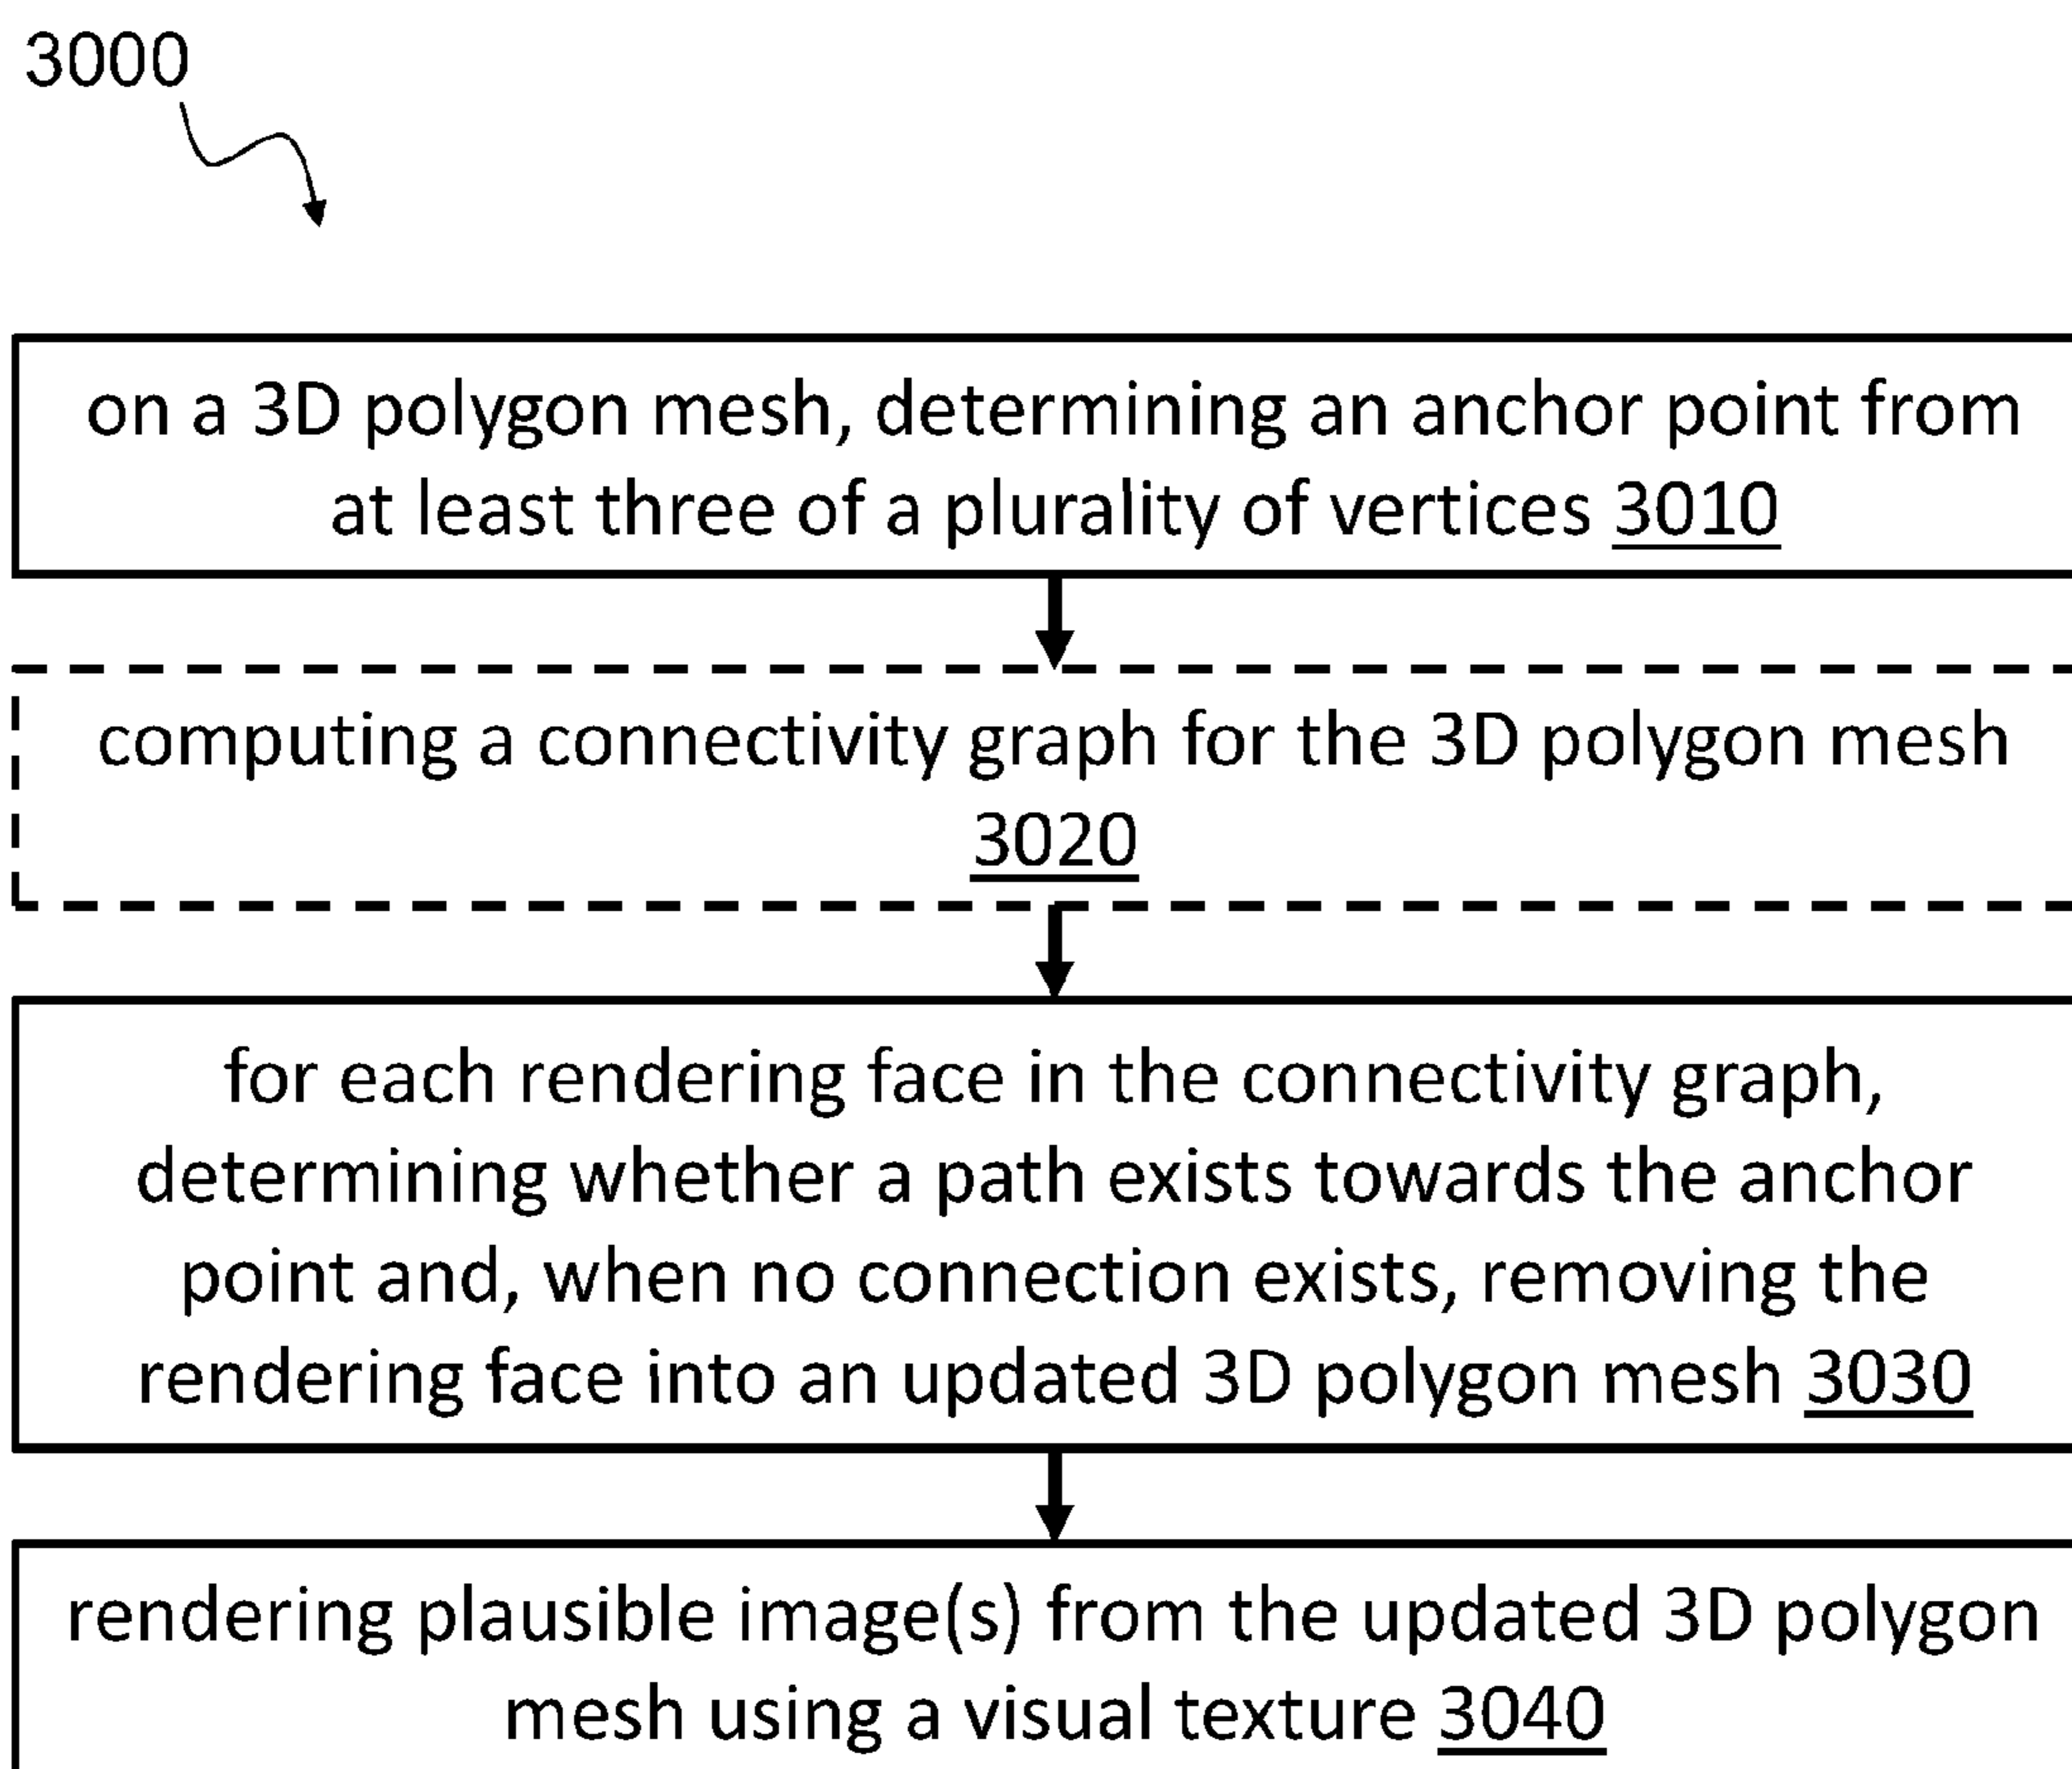 3000
on a 3D polygon mesh, determining an anchor point from
at least three of a plurality of vertices 3010
computing a connectivity graph for the 3D polygon mesh
3020
for each rendering face in the connectivity graph,
determining whether a path exists towards the anchor
point and, when no connection exists, removing the
rendering face into an updated 3D polygon mesh 3030
rendering plausible image(s) from the updated 3D polygon
mesh using a visual texture 3040